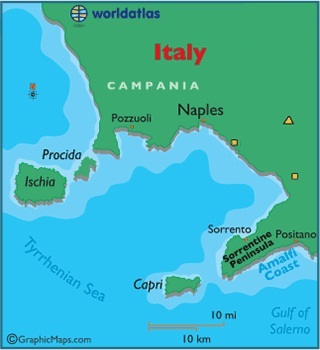 worldatlas
Italy
CAMPANIA
Pozzuoli
Naples
Procida
Ischia
Sorrento
Positano
Sorrentine
Peninsula
Amalfi
Coast
Tyrrhenian Sea
Capri
10 mi
10 km
Gulf of
Salerno
©GraphicMaps.com